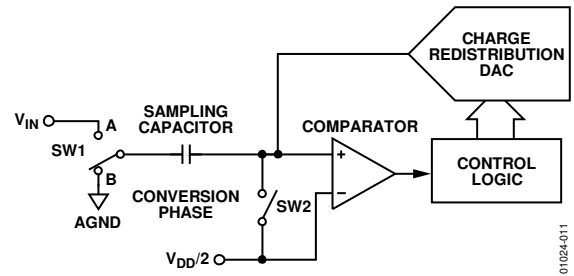 CHARGE
REDISTRIBUTION
DAC
SAMPLING
CAPACITOR
VIN
A
SW1
B
AGND
CONVERSION
PHASE
SW2
VDD/2
COMPARATOR
+
–
CONTROL
LOGIC
01024-011